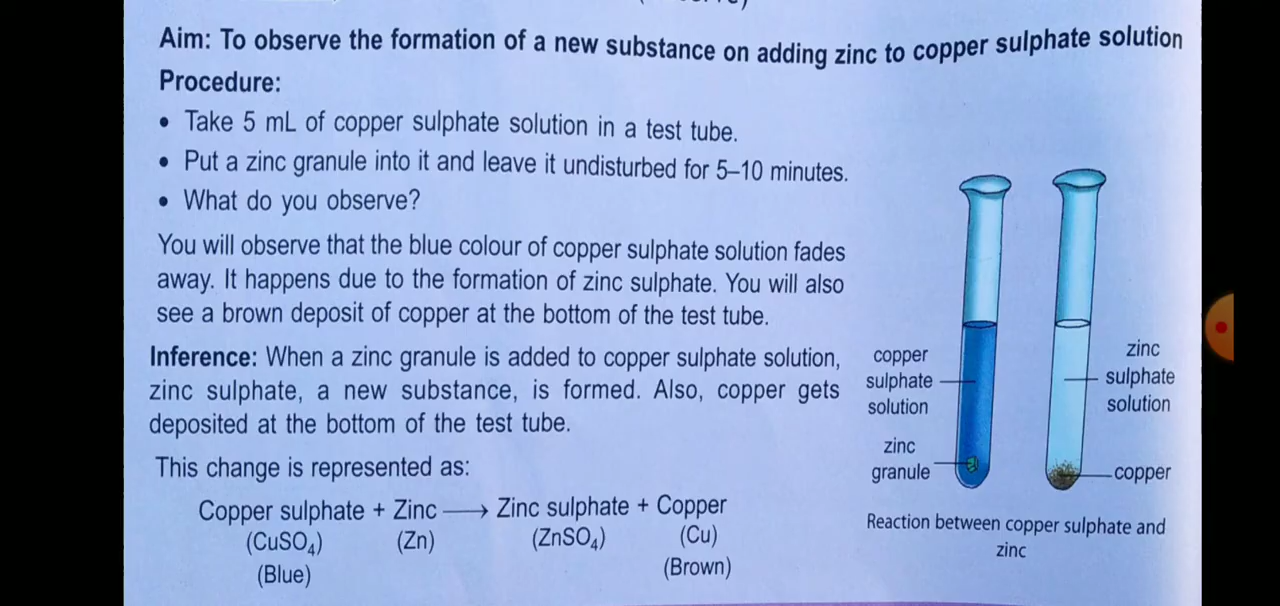 Aim: To observe the formation of a new substance on adding zinc to copper sulphate solution
Procedure:
• Take 5 mL of copper sulphate solution in a test tube.
• Put a zinc granule into it and leave it undisturbed for 5–10 minutes.
• What do you observe?
You will observe that the blue colour of copper sulphate solution fades
away. It happens due to the formation of zinc sulphate. You will also
see a brown deposit of copper at the bottom of the test tube.
Inference: When a zinc granule is added to copper sulphate solution,
zinc sulphate, a new substance, is formed. Also, copper gets
deposited at the bottom of the test tube.
This change is represented as:
Copper sulphate + Zinc ⟶ Zinc sulphate + Copper
(CuSO₄) (Zn) (ZnSO₄) (Cu)
(Blue) (Brown)
copper
sulphate
solution
zinc
granule
zinc
sulphate
solution
copper
Reaction between copper sulphate and
zinc